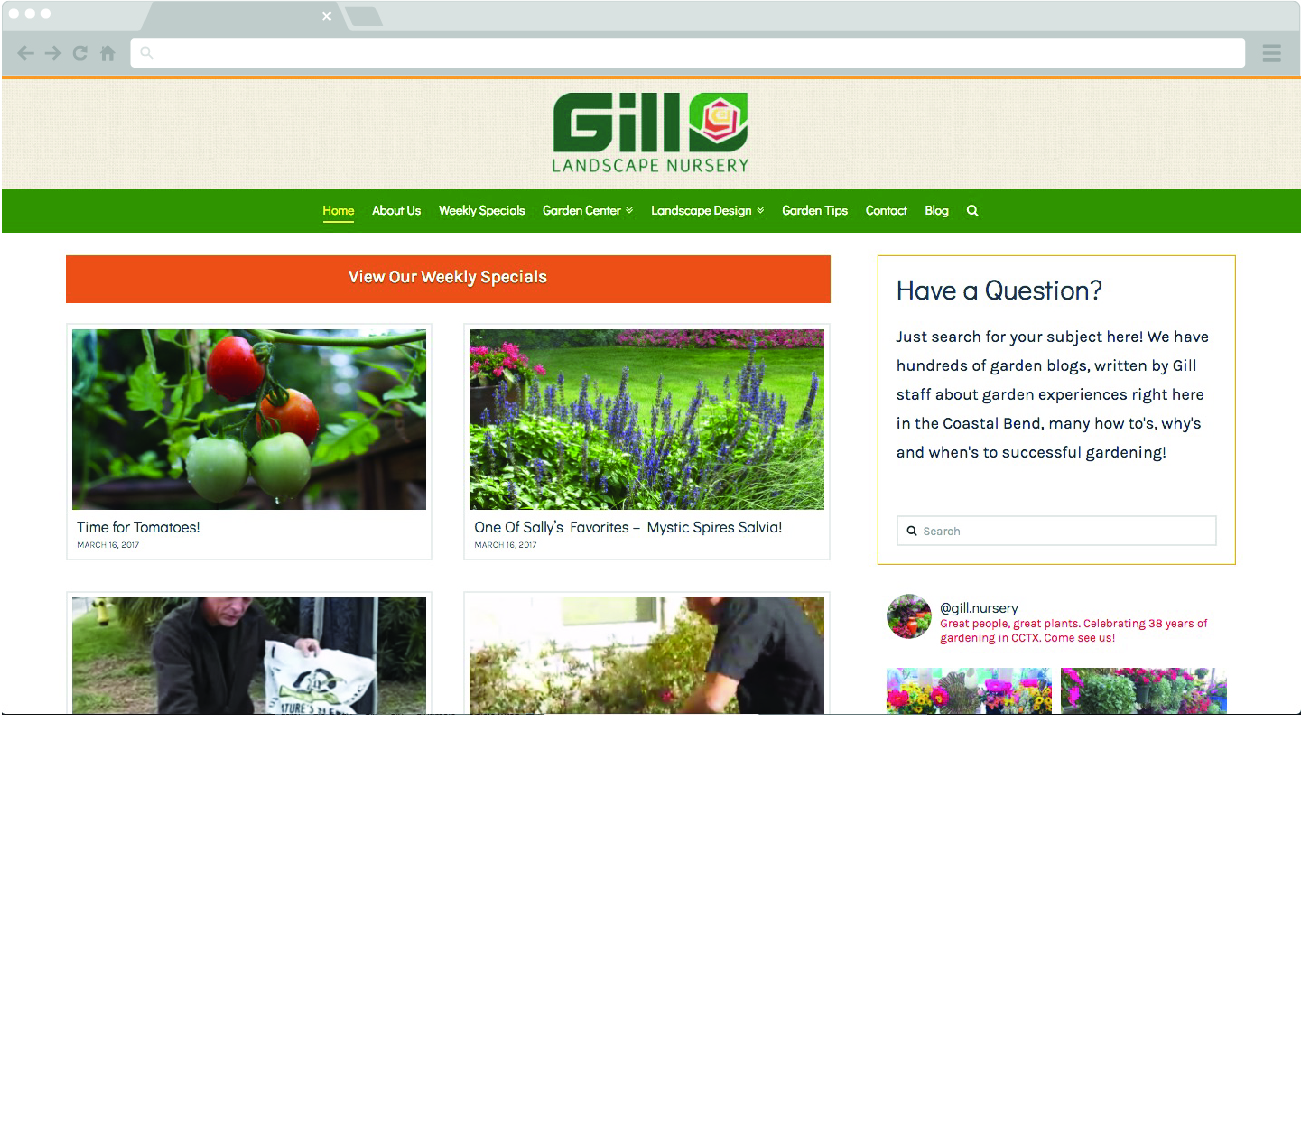 Gill
LANDSCAPE NURSERY
Home About Us Weekly Specials Garden Center Landscape Design Garden Tips Contact Blog
View Our Weekly Specials
Time for Tomatoes!
MARCH 16, 2017
One Of Sally's Favorites – Mystic Spires Salvia!
MARCH 16, 2017
Have a Question?
Just search for your subject here! We have
hundreds of garden blogs, written by Gill
staff about garden experiences right here
in the Coastal Bend, many how to's, why's
and when's to successful gardening!
Search
@gill.nursery
Great people, great plants. Celebrating 38 years of
gardening in CCTX. Come see us!